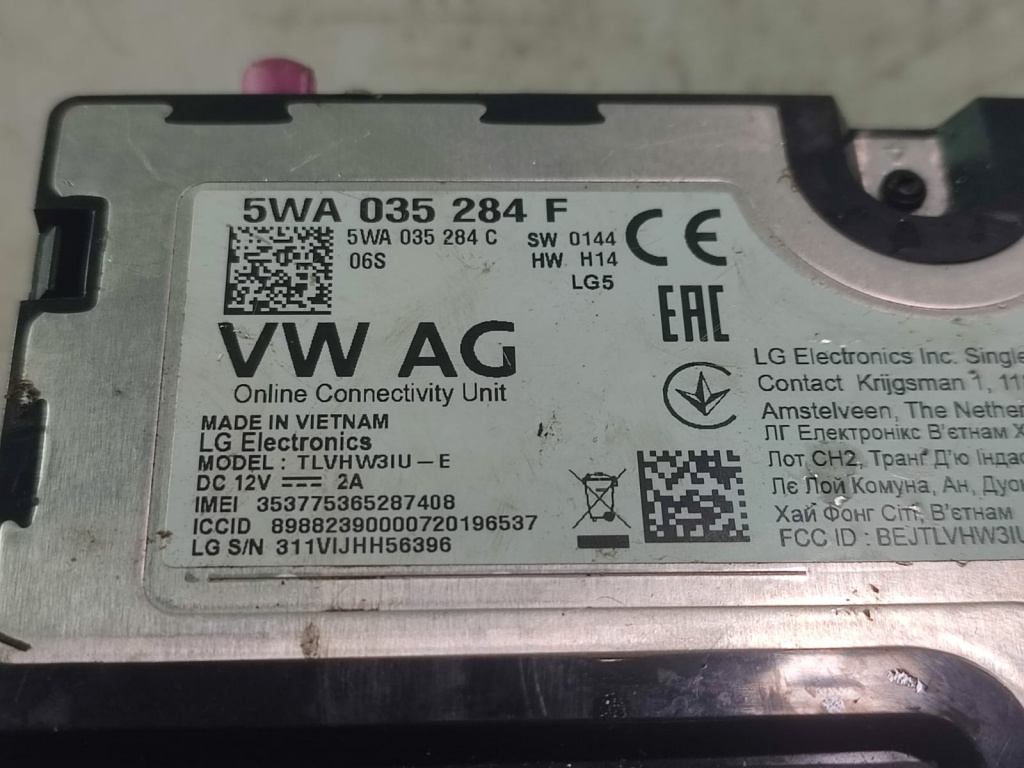 5WA 035 284 F
5WA 035 284 C SW 0144
06S HW H14
LG5
CE
EAC
VW AG
Online Connectivity Unit
MADE IN VIETNAM
LG Electronics
MODEL : TLVHW3IU – E
DC 12V 2A
IMEI 353775365287408
ICCID 89882390000720196537
LG S/N 311VIJHH56396
LG Electronics Inc. Single
Contact Krijgsman 1, 11
Amstelveen, The Nether
ЛГ Електронікс В'єтнам Х
Лот CH2, Транг Д'ю Індас
Лє Лой Комуна, Ан, Дуон
Хай Фонг Сіті, В'єтнам
FCC ID : BEJTLVHW3IU